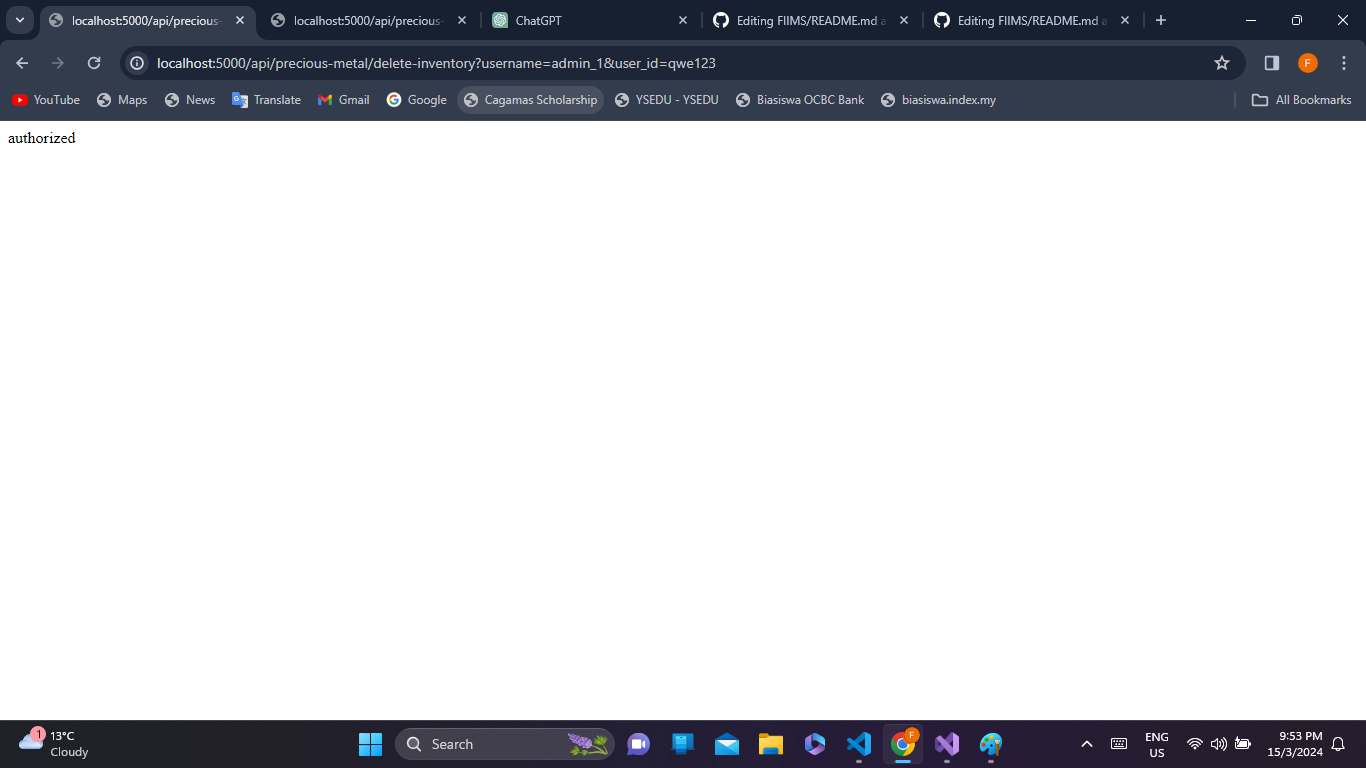 localhost:5000/api/precious-
localhost:5000/api/precious-
ChatGPT
Editing FIIMS/README.md a
Editing FIIMS/README.md a
localhost:5000/api/precious-metal/delete-inventory?username=admin_1&user_id=qwe123
F
YouTube
Maps
News
Translate
Gmail
Google
Cagamas Scholarship
YSEDU - YSEDU
Biasiswa OCBC Bank
biasiswa.index.my
All Bookmarks
authorized
1
13°C
Cloudy
Search
F
ENG
US
9:53 PM
15/3/2024